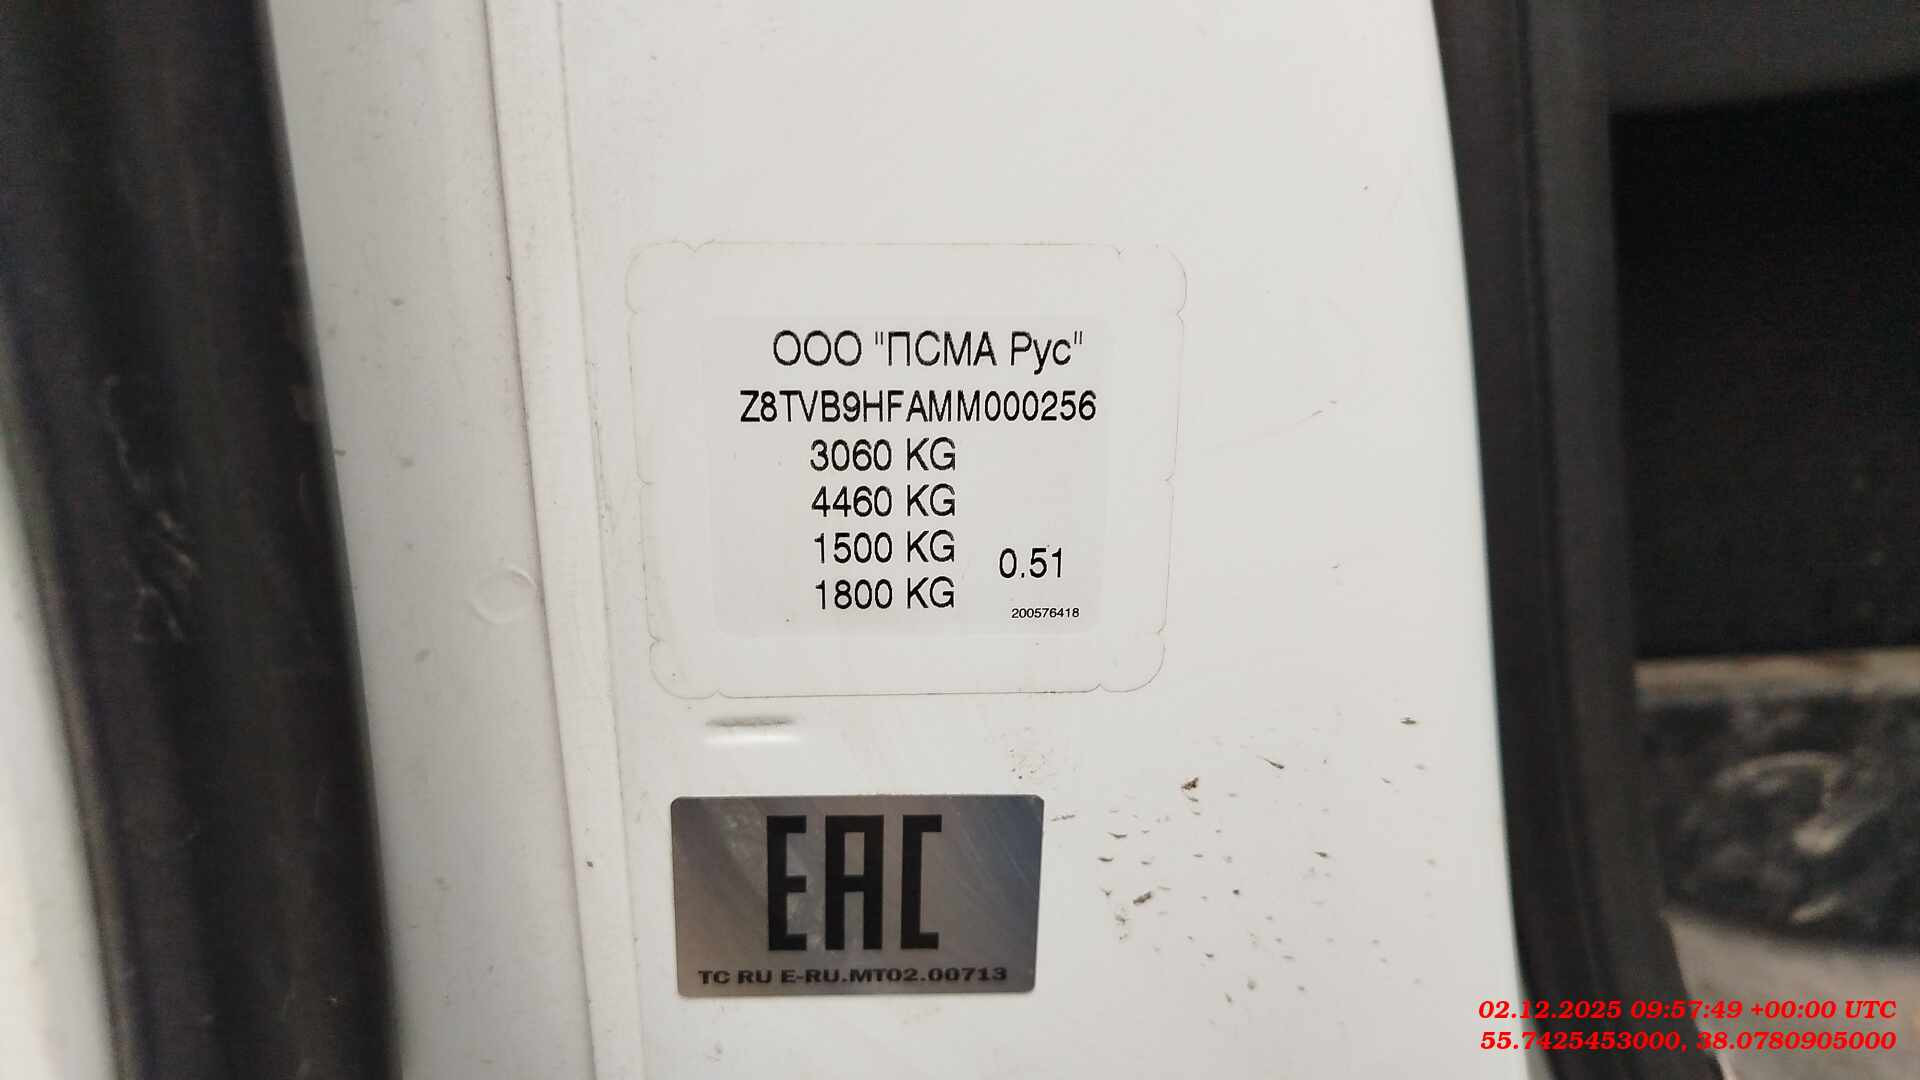 ООО "ПСМА Рус"
Z8TVB9HFAMM000256
3060 KG
4460 KG
1500 KG
0.51
1800 KG
200576418
EAC
TC RU E-RU.MT02.00713
02.12.2025 09:57:49 +00:00 UTC
55.7425453000, 38.0780905000